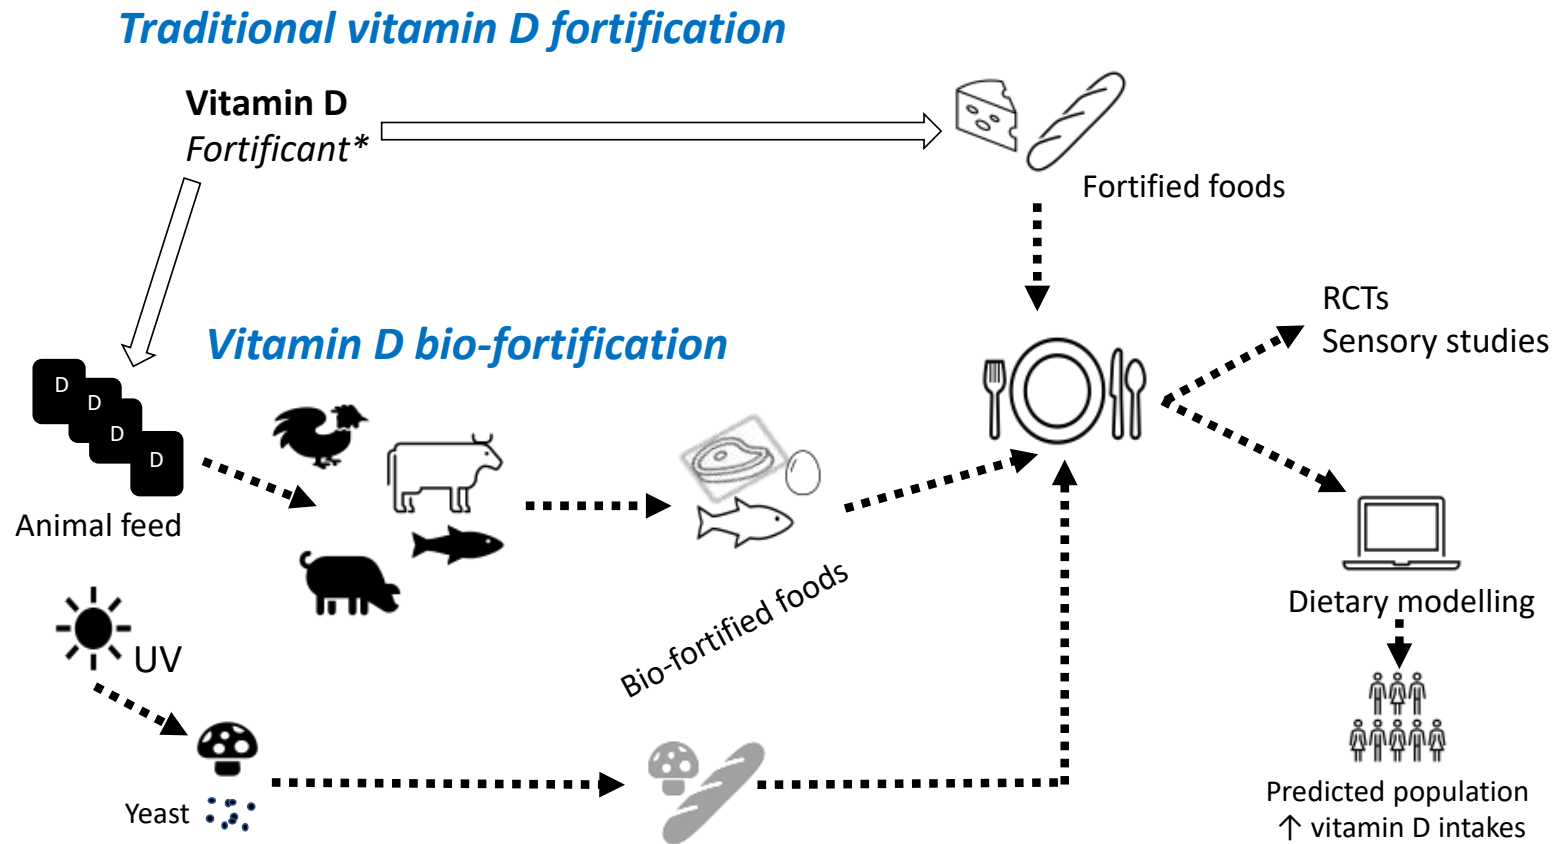 Traditional vitamin D fortification
Vitamin D
Fortificant*
Fortified foods
RCTs
Sensory studies
Vitamin D bio-fortification
D
D
D
D
Animal feed
Bio-fortified foods
UV
Yeast
Dietary modelling
Predicted population
↑ vitamin D intakes